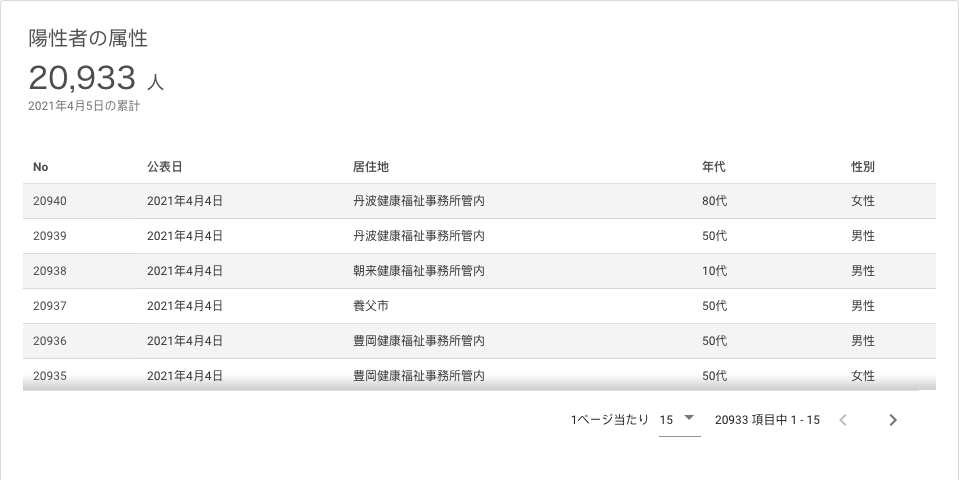 陽性者の属性
20,933 人
2021年4月5日の累計
No 公表日 居住地 年代 性別
20940 2021年4月4日 丹波健康福祉事務所管内 80代 女性
20939 2021年4月4日 丹波健康福祉事務所管内 50代 男性
20938 2021年4月4日 朝来健康福祉事務所管内 10代 男性
20937 2021年4月4日 養父市 50代 男性
20936 2021年4月4日 豊岡健康福祉事務所管内 50代 男性
20935 2021年4月4日 豊岡健康福祉事務所管内 50代 女性
1ページ当たり 15 20933 項目中 1 - 15